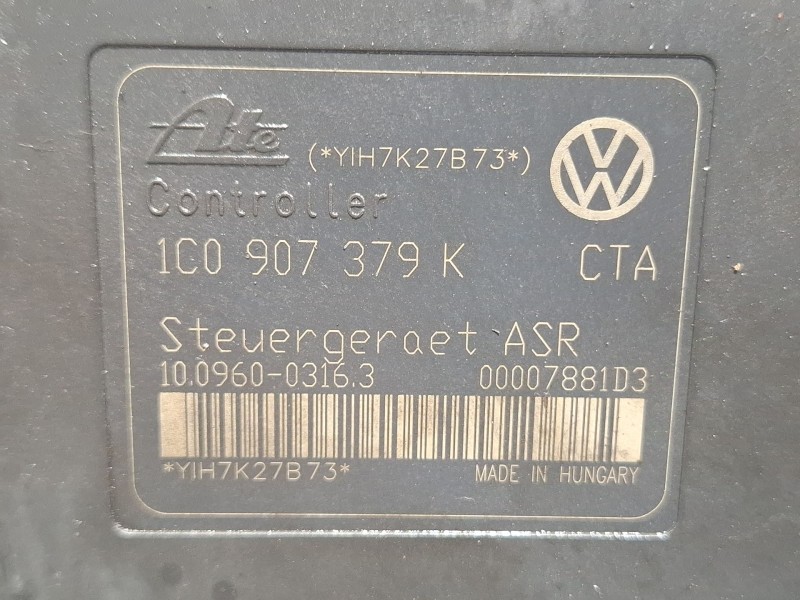 Ate (*YIH7K27B73*)
Controller
1C0 907 379 K CTA
Steuergeraet ASR
10.0960-0316.3 00007881D3
*YIH7K27B73* MADE IN HUNGARY